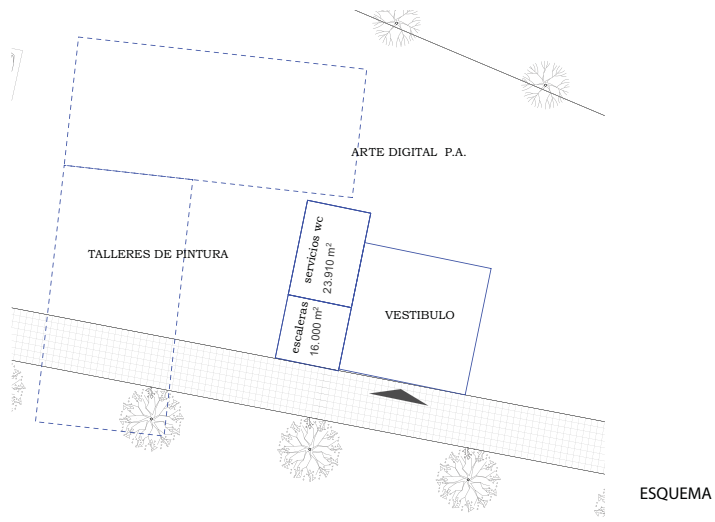 ARTE DIGITAL P.A.
TALLERES DE PINTURA
servicios wc
23.910 m²
escaleras
16.000 m²
VESTIBULO
ESQUEMA